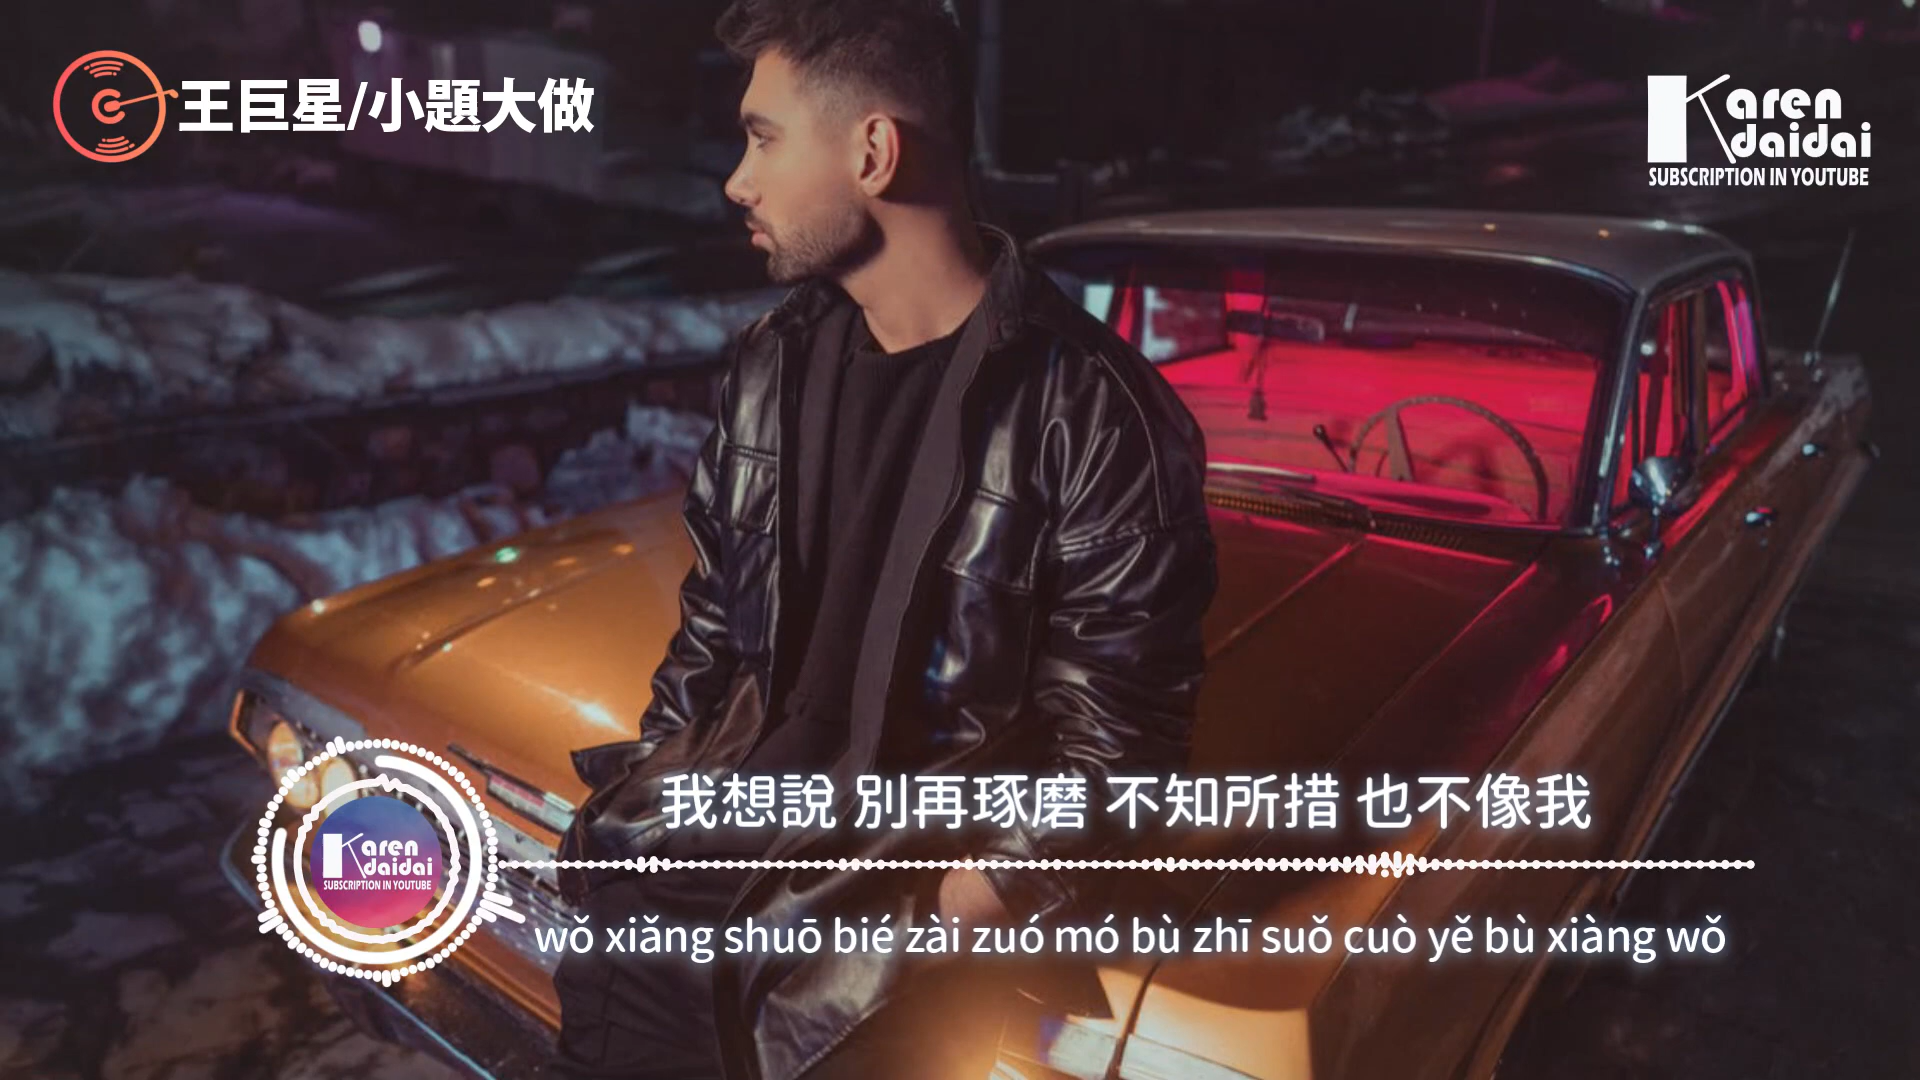 王巨星/小題大做
Karen
daidai
SUBSCRIPTION IN YOUTUBE
我想說 別再琢磨 不知所措 也不像我
Karen
daidai
SUBSCRIPTION IN YOUTUBE
wǒ xiǎng shuō bié zài zuó mó bù zhī suǒ cuò yě bù xiàng wǒ